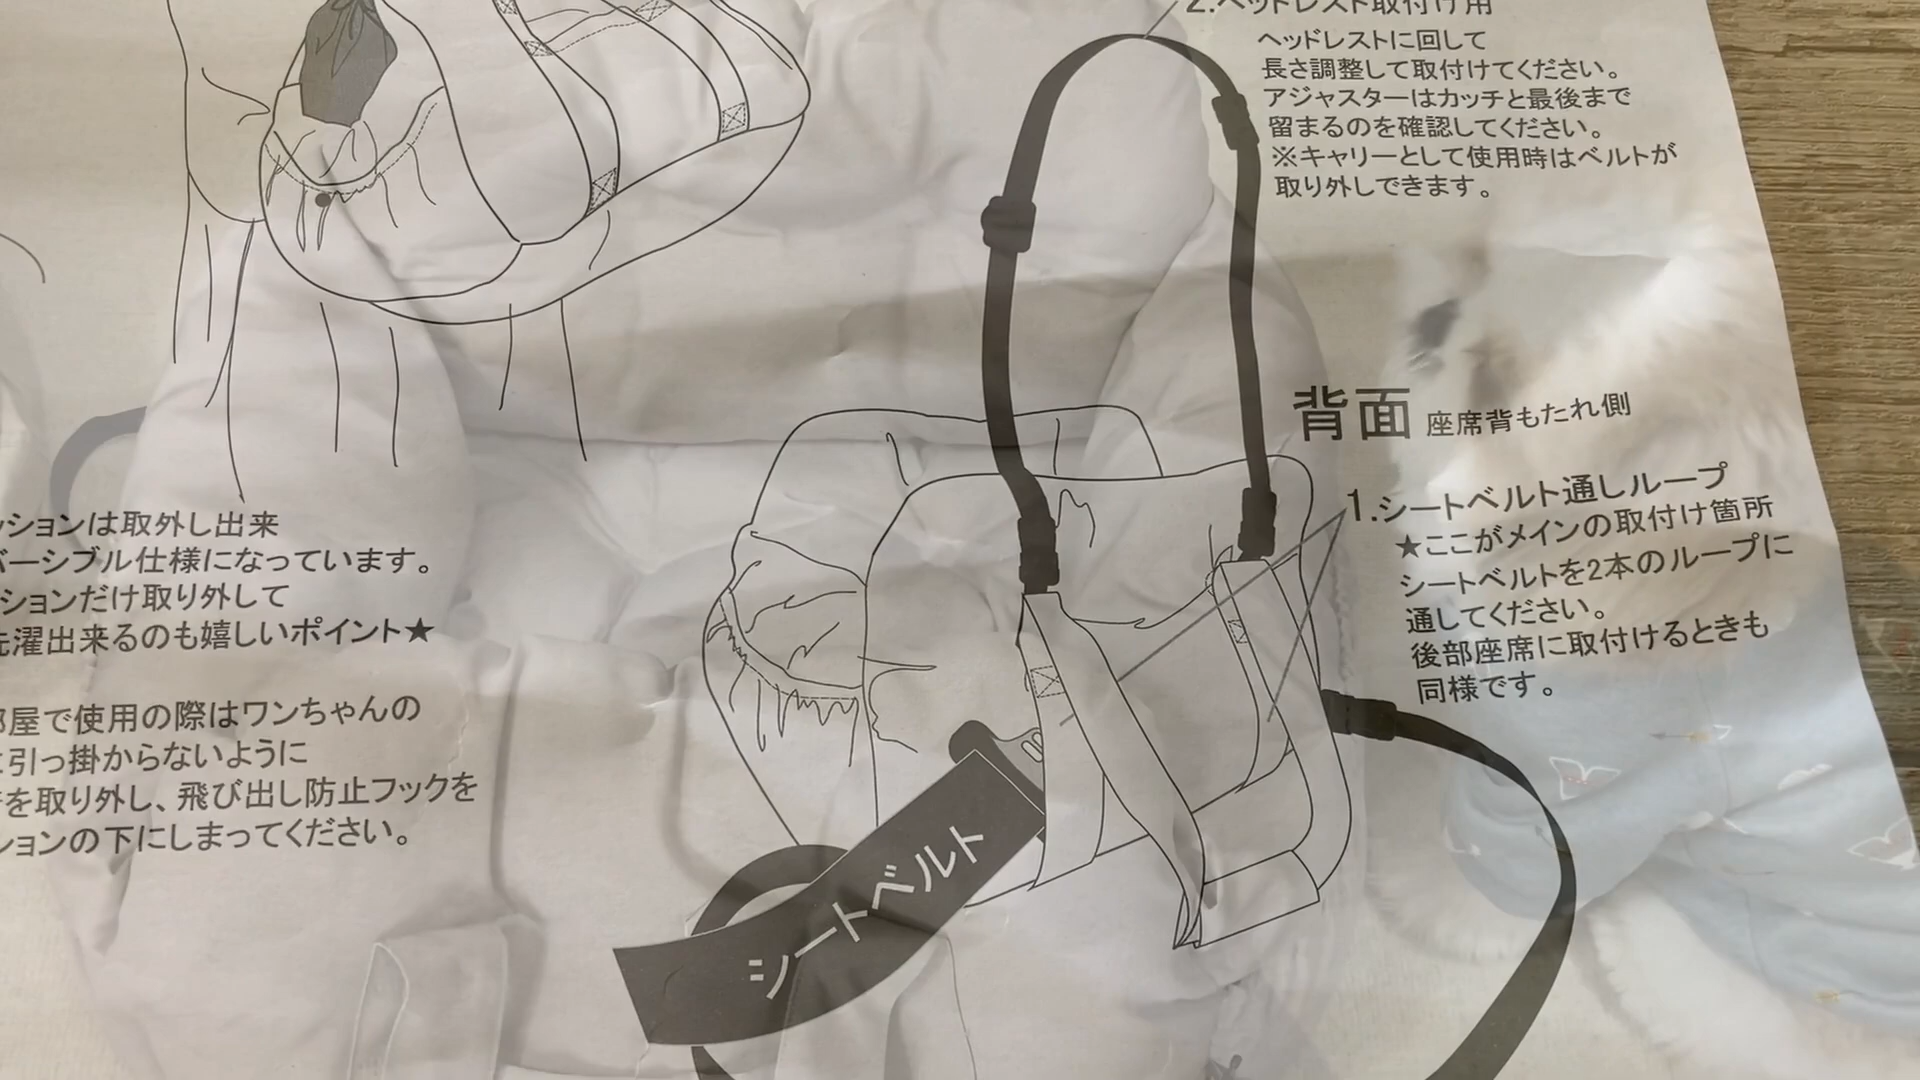 2.ヘッドレスト取付け用
ヘッドレストに回して
長さ調整して取付けてください。
アジャスターはカッチと最後まで
留まるのを確認してください。
※キャリーとして使用時はベルトが
取り外しできます。
背面 座席背もたれ側
1.シートベルト通しループ
★ここがメインの取付け箇所
シートベルトを2本のループに
通してください。
後部座席に取付けるときも
同様です。
ッションは取外し出来
バーシブル仕様になっています。
ションだけ取り外して
洗濯出来るのも嬉しいポイント★
部屋で使用の際はワンちゃんの
に引っ掛からないように
を取り外し、飛び出し防止フックを
ションの下にしまってください。
シートベルト